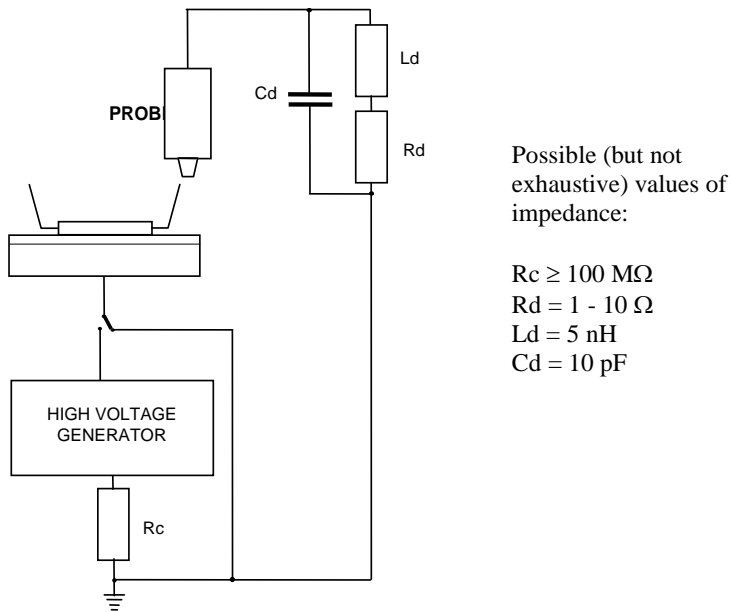 Ld
Cd
PROB
Rd
Possible (but not
exhaustive) values of
impedance:
Rc ≥ 100 MΩ
Rd = 1 - 10 Ω
Ld = 5 nH
Cd = 10 pF
HIGH VOLTAGE
GENERATOR
Rc